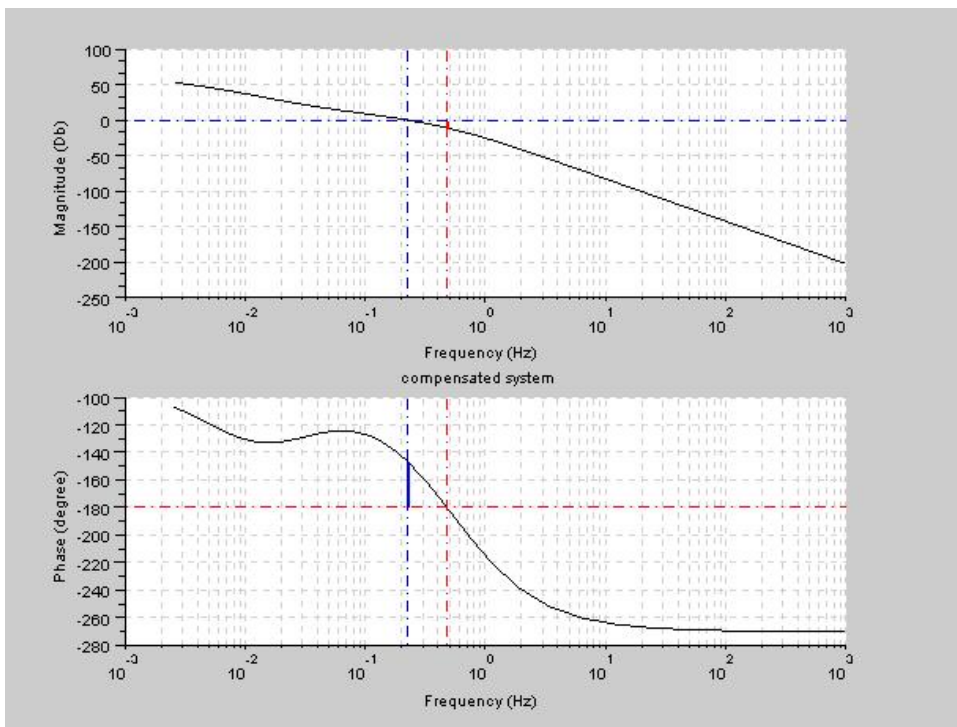 100
50
0
-50
-100
-150
-200
-250
Magnitude (Db)
10^-3 10^-2 10^-1 10^0 10^1 10^2 10^3
Frequency (Hz)
compensated system
-100
-120
-140
-160
-180
-200
-220
-240
-260
-280
Phase (degree)
10^-3 10^-2 10^-1 10^0 10^1 10^2 10^3
Frequency (Hz)